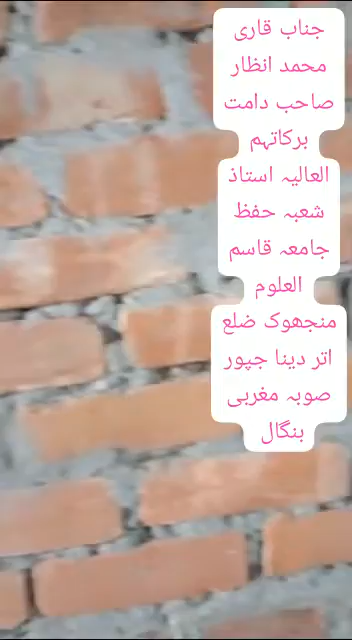 جناب قاری
محمد انظار
صاحب دامت
برکاتہم
العالیہ استاذ
شعبہ حفظ
جامعہ قاسم
العلوم
منجھوک ضلع
اتر دینا جپور
صوبہ مغربی
بنگال